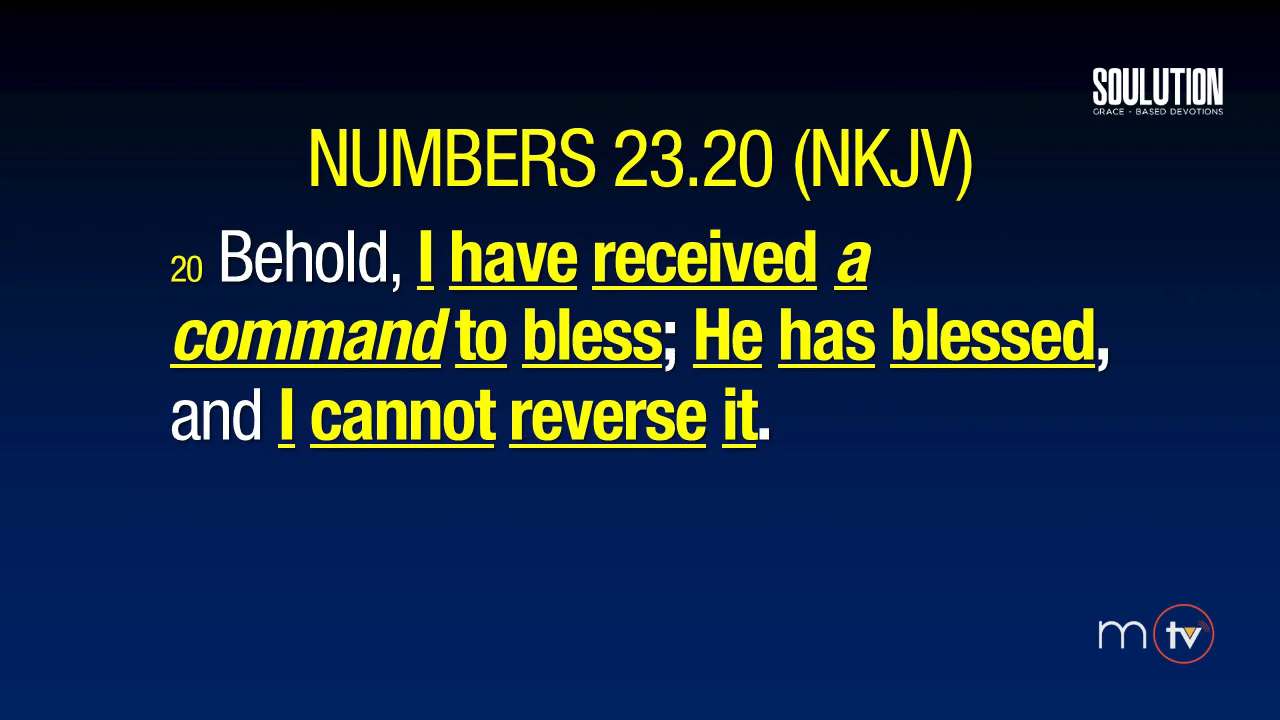 SOULUTION
GRACE - BASED DEVOTIONS
NUMBERS 23.20 (NKJV)
20 Behold, I have received a
command to bless; He has blessed,
and I cannot reverse it.
m tv